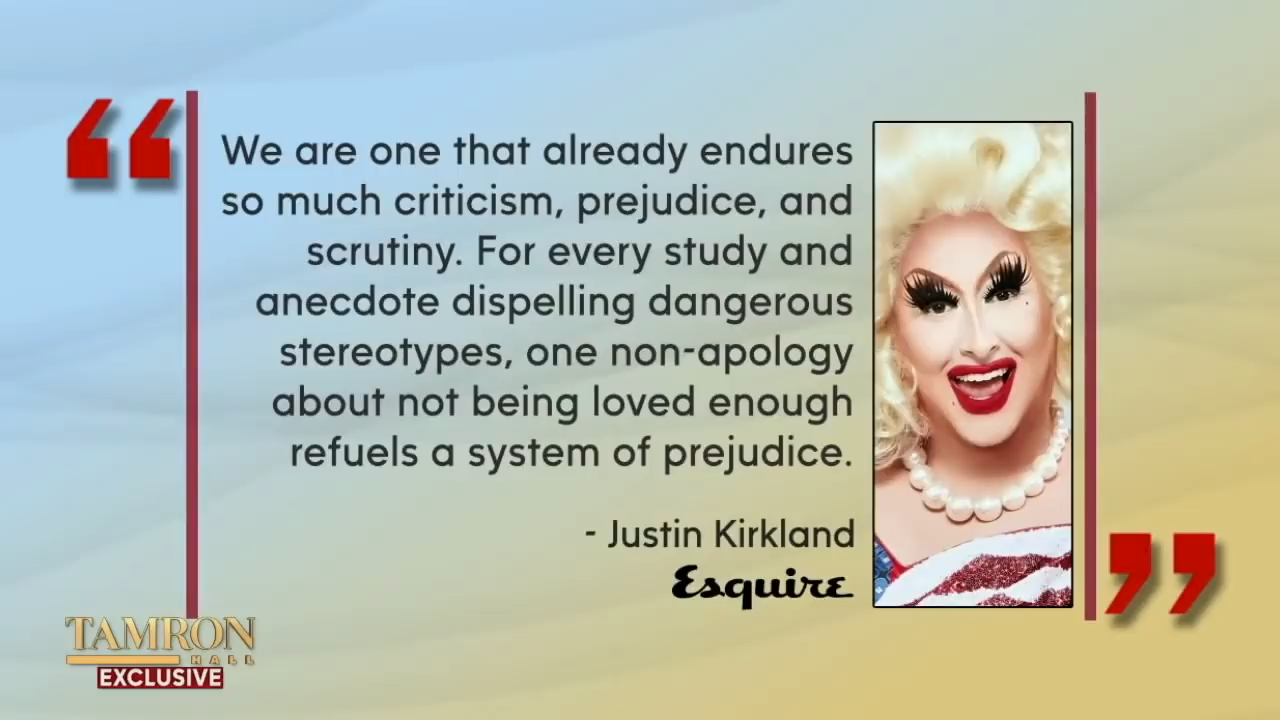 We are one that already endures
so much criticism, prejudice, and
scrutiny. For every study and
anecdote dispelling dangerous
stereotypes, one non-apology
about not being loved enough
refuels a system of prejudice.
- Justin Kirkland
Esquire
TAMRON
HALL
EXCLUSIVE